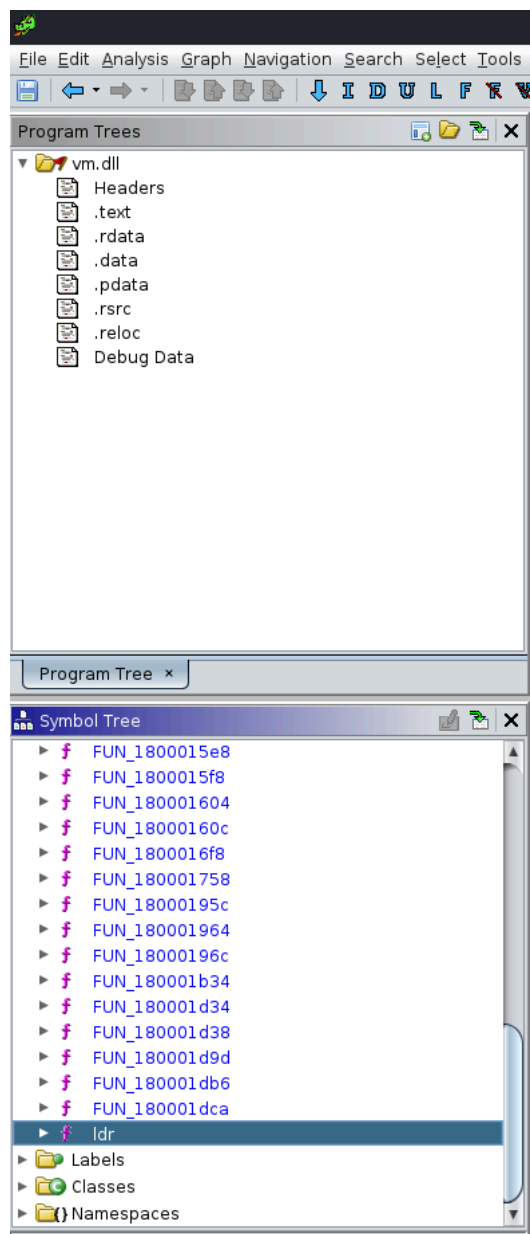 File Edit Analysis Graph Navigation Search Select Tools
I D U L F
Program Trees
vm.dll
Headers
.text
.rdata
.data
.pdata
.rsrc
.reloc
Debug Data
Program Tree ×
Symbol Tree
f FUN_1800015e8
f FUN_1800015f8
f FUN_180001604
f FUN_18000160c
f FUN_1800016f8
f FUN_180001758
f FUN_18000195c
f FUN_180001964
f FUN_18000196c
f FUN_180001b34
f FUN_180001d34
f FUN_180001d38
f FUN_180001d9d
f FUN_180001db6
f FUN_180001dca
f ldr
Labels
Classes
Namespaces